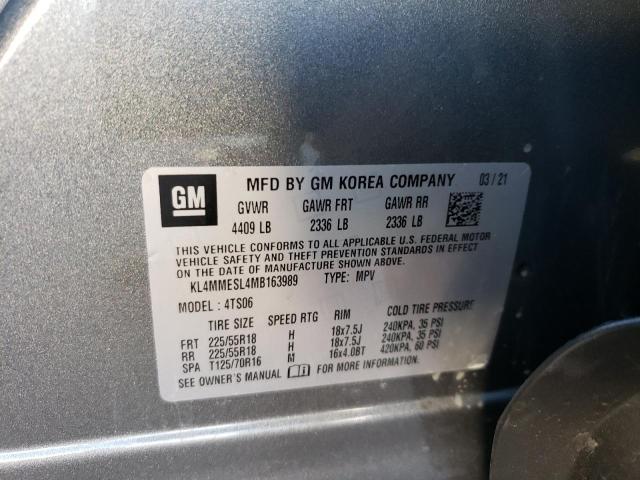 GM
MFD BY GM KOREA COMPANY 03/21
GVWR GAWR FRT GAWR RR
4409 LB 2336 LB 2336 LB
THIS VEHICLE CONFORMS TO ALL APPLICABLE U.S. FEDERAL MOTOR
VEHICLE SAFETY AND THEFT PREVENTION STANDARDS IN EFFECT
ON THE DATE OF MANUFACTURE SHOWN ABOVE.
KL4MMESL4MB163989 TYPE: MPV
MODEL: 4TS06
TIRE SIZE SPEED RTG RIM COLD TIRE PRESSURE
FRT 225/55R18 H 18x7.5J 240KPA, 35 PSI
RR 225/55R18 H 18x7.5J 240KPA, 35 PSI
SPA T125/70R16 M 16x4.0BT 420KPA, 60 PSI
SEE OWNER'S MANUAL FOR MORE INFORMATION.